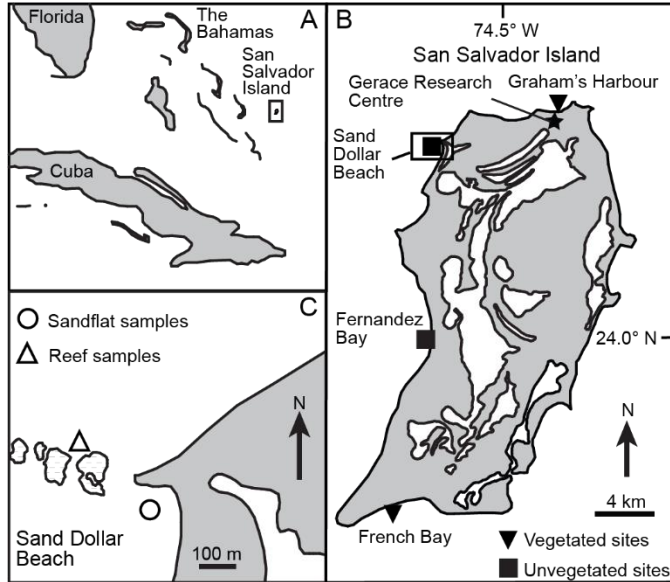 A
Florida
The
Bahamas
San
Salvador
Island
Cuba
B
74.5° W
San Salvador Island
Gerace Research
Centre
Graham's Harbour
Sand
Dollar
Beach
Fernandez
Bay
24.0° N
N
4 km
French Bay
Vegetated sites
Unvegetated sites
C
Sandflat samples
Reef samples
N
Sand Dollar
Beach
100 m